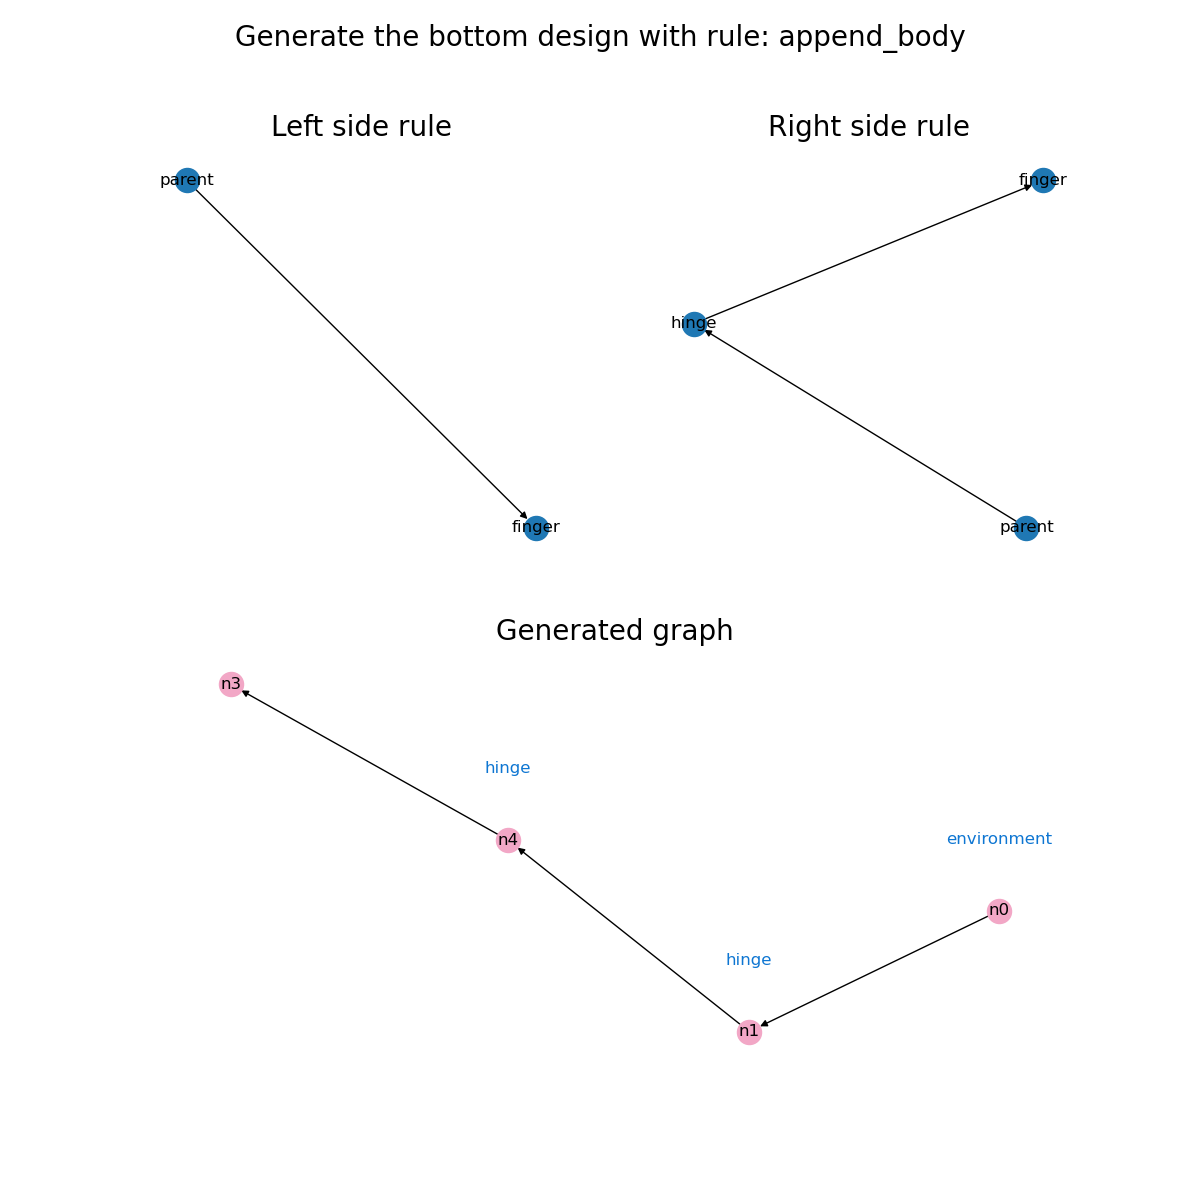 Generate the bottom design with rule: append_body
Left side rule
Right side rule
parent
finger
hinge
finger
parent
Generated graph
n3
hinge
n4
environment
n0
hinge
n1